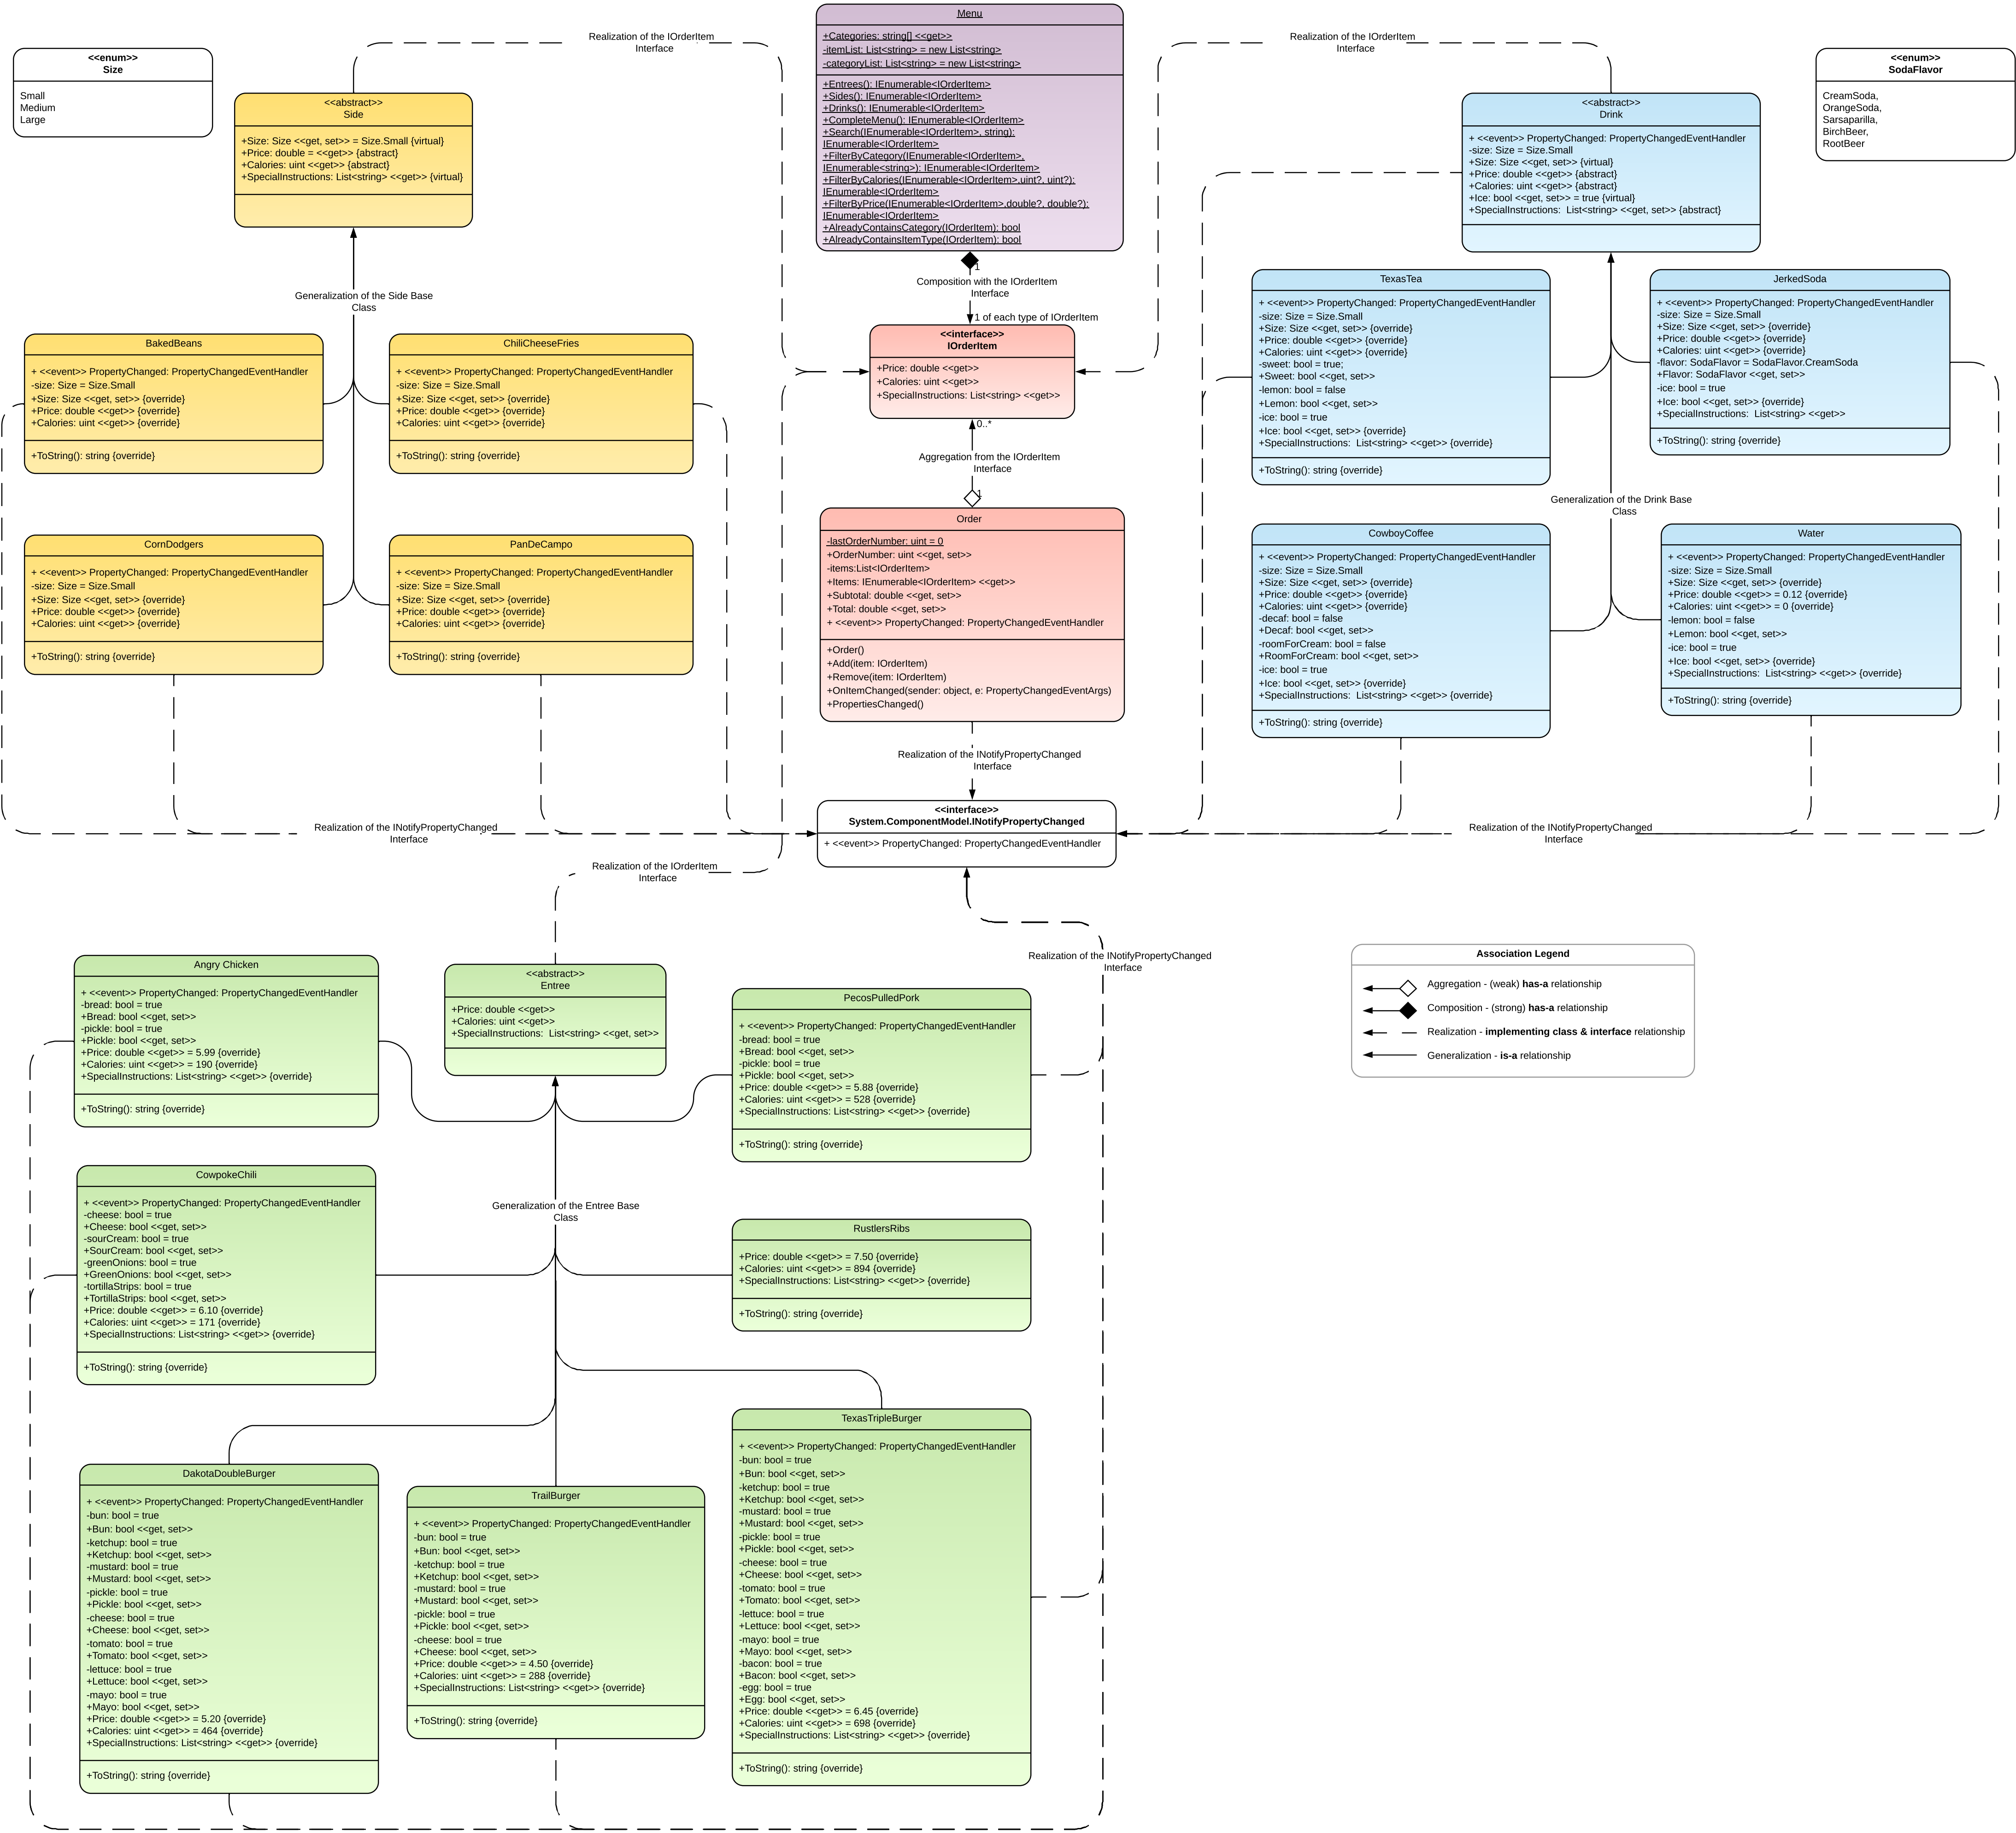 <<enum>>
Size
Small
Medium
Large
Realization of the IOrderItem
Interface
<<abstract>>
Side
+Size: Size <<get, set>> = Size.Small {virtual}
+Price: double = <<get>> {abstract}
+Calories: uint <<get>> {abstract}
+SpecialInstructions: List<string> <<get>> {virtual}
Menu
+Categories: string[] <<get>>
-itemList: List<string> = new List<string>
-categoryList: List<string> = new List<string>
+Entrees(): IEnumerable<IOrderItem>
+Sides(): IEnumerable<IOrderItem>
+Drinks(): IEnumerable<IOrderItem>
+CompleteMenu(): IEnumerable<IOrderItem>
+Search(IEnumerable<IOrderItem>, string):
IEnumerable<IOrderItem>
+FilterByCategory(IEnumerable<IOrderItem>,
IEnumerable<string>): IEnumerable<IOrderItem>
+FilterByCalories(IEnumerable<IOrderItem>,uint?, uint?):
IEnumerable<IOrderItem>
+FilterByPrice(IEnumerable<IOrderItem>,double?, double?):
IEnumerable<IOrderItem>
+AlreadyContainsCategory(IOrderItem): bool
+AlreadyContainsItemType(IOrderItem): bool
Realization of the IOrderItem
Interface
<<abstract>>
Drink
+ <<event>> PropertyChanged: PropertyChangedEventHandler
-size: Size = Size.Small
+Size: Size <<get, set>> {virtual}
+Price: double <<get>> {abstract}
+Calories: uint <<get>> {abstract}
+Ice: bool <<get, set>> = true {virtual}
+SpecialInstructions:  List<string> <<get, set>> {abstract}
<<enum>>
SodaFlavor
CreamSoda,
OrangeSoda,
Sarsaparilla,
BirchBeer,
RootBeer
1
Composition with the IOrderItem
Interface
1 of each type of IOrderItem
Generalization of the Side Base
Class
BakedBeans
+ <<event>> PropertyChanged: PropertyChangedEventHandler
-size: Size = Size.Small
+Size: Size <<get, set>> {override}
+Price: double <<get>> {override}
+Calories: uint <<get>> {override}
+ToString(): string {override}
ChiliCheeseFries
+ <<event>> PropertyChanged: PropertyChangedEventHandler
-size: Size = Size.Small
+Size: Size <<get, set>> {override}
+Price: double <<get>> {override}
+Calories: uint <<get>> {override}
+ToString(): string {override}
<<interface>>
IOrderItem
+Price: double <<get>>
+Calories: uint <<get>>
+SpecialInstructions: List<string> <<get>>
0..*
Aggregation from the IOrderItem
Interface
1
TexasTea
+ <<event>> PropertyChanged: PropertyChangedEventHandler
-size: Size = Size.Small
+Size: Size <<get, set>> {override}
+Price: double <<get>> {override}
+Calories: uint <<get>> {override}
-sweet: bool = true;
+Sweet: bool <<get, set>>
-lemon: bool = false
+Lemon: bool <<get, set>>
-ice: bool = true
+Ice: bool <<get, set>> {override}
+SpecialInstructions:  List<string> <<get>> {override}
+ToString(): string {override}
JerkedSoda
+ <<event>> PropertyChanged: PropertyChangedEventHandler
-size: Size = Size.Small
+Size: Size <<get, set>> {override}
+Price: double <<get>> {override}
+Calories: uint <<get>> {override}
-flavor: SodaFlavor = SodaFlavor.CreamSoda
+Flavor: SodaFlavor <<get, set>>
-ice: bool = true
+Ice: bool <<get, set>> {override}
+SpecialInstructions:  List<string> <<get>>
+ToString(): string {override}
Generalization of the Drink Base
Class
CornDodgers
+ <<event>> PropertyChanged: PropertyChangedEventHandler
-size: Size = Size.Small
+Size: Size <<get, set>> {override}
+Price: double <<get>> {override}
+Calories: uint <<get>> {override}
+ToString(): string {override}
PanDeCampo
+ <<event>> PropertyChanged: PropertyChangedEventHandler
-size: Size = Size.Small
+Size: Size <<get, set>> {override}
+Price: double <<get>> {override}
+Calories: uint <<get>> {override}
+ToString(): string {override}
Order
-lastOrderNumber: uint = 0
+OrderNumber: uint <<get, set>>
-items:List<IOrderItem>
+Items: IEnumerable<IOrderItem> <<get>>
+Subtotal: double <<get, set>>
+Total: double <<get, set>>
+ <<event>> PropertyChanged: PropertyChangedEventHandler
+Order()
+Add(item: IOrderItem)
+Remove(item: IOrderItem)
+OnItemChanged(sender: object, e: PropertyChangedEventArgs)
+PropertiesChanged()
CowboyCoffee
+ <<event>> PropertyChanged: PropertyChangedEventHandler
-size: Size = Size.Small
+Size: Size <<get, set>> {override}
+Price: double <<get>> {override}
+Calories: uint <<get>> {override}
-decaf: bool = false
+Decaf: bool <<get, set>>
-roomForCream: bool = false
+RoomForCream: bool <<get, set>>
-ice: bool = true
+Ice: bool <<get, set>> {override}
+SpecialInstructions:  List<string> <<get>> {override}
+ToString(): string {override}
Water
+ <<event>> PropertyChanged: PropertyChangedEventHandler
-size: Size = Size.Small
+Size: Size <<get, set>> {override}
+Price: double <<get>> = 0.12 {override}
+Calories: uint <<get>> = 0 {override}
-lemon: bool = false
+Lemon: bool <<get, set>>
-ice: bool = true
+Ice: bool <<get, set>> {override}
+SpecialInstructions:  List<string> <<get>> {override}
+ToString(): string {override}
Realization of the INotifyPropertyChanged
Interface
Realization of the INotifyPropertyChanged
Interface
<<interface>>
System.ComponentModel.INotifyPropertyChanged
+ <<event>> PropertyChanged: PropertyChangedEventHandler
Realization of the INotifyPropertyChanged
Interface
Realization of the IOrderItem
Interface
Angry Chicken
+ <<event>> PropertyChanged: PropertyChangedEventHandler
-bread: bool = true
+Bread: bool <<get, set>>
-pickle: bool = true
+Pickle: bool <<get, set>>
+Price: double <<get>> = 5.99 {override}
+Calories: uint <<get>> = 190 {override}
+SpecialInstructions: List<string> <<get>> {override}
+ToString(): string {override}
<<abstract>>
Entree
+Price: double <<get>>
+Calories: uint <<get>>
+SpecialInstructions:  List<string> <<get, set>>
PecosPulledPork
+ <<event>> PropertyChanged: PropertyChangedEventHandler
-bread: bool = true
+Bread: bool <<get, set>>
-pickle: bool = true
+Pickle: bool <<get, set>>
+Price: double <<get>> = 5.88 {override}
+Calories: uint <<get>> = 528 {override}
+SpecialInstructions: List<string> <<get>> {override}
+ToString(): string {override}
Realization of the INotifyPropertyChanged
Interface
Association Legend
Aggregation - (weak) has-a relationship
Composition - (strong) has-a relationship
Realization - implementing class & interface relationship
Generalization - is-a relationship
CowpokeChili
+ <<event>> PropertyChanged: PropertyChangedEventHandler
-cheese: bool = true
+Cheese: bool <<get, set>>
-sourCream: bool = true
+SourCream: bool <<get, set>>
-greenOnions: bool = true
+GreenOnions: bool <<get, set>>
-tortillaStrips: bool = true
+TortillaStrips: bool <<get, set>>
+Price: double <<get>> = 6.10 {override}
+Calories: uint <<get>> = 171 {override}
+SpecialInstructions: List<string> <<get>> {override}
+ToString(): string {override}
Generalization of the Entree Base
Class
RustlersRibs
+Price: double <<get>> = 7.50 {override}
+Calories: uint <<get>> = 894 {override}
+SpecialInstructions: List<string> <<get>> {override}
+ToString(): string {override}
DakotaDoubleBurger
+ <<event>> PropertyChanged: PropertyChangedEventHandler
-bun: bool = true
+Bun: bool <<get, set>>
-ketchup: bool = true
+Ketchup: bool <<get, set>>
-mustard: bool = true
+Mustard: bool <<get, set>>
-pickle: bool = true
+Pickle: bool <<get, set>>
-cheese: bool = true
+Cheese: bool <<get, set>>
-tomato: bool = true
+Tomato: bool <<get, set>>
-lettuce: bool = true
+Lettuce: bool <<get, set>>
-mayo: bool = true
+Mayo: bool <<get, set>>
+Price: double <<get>> = 5.20 {override}
+Calories: uint <<get>> = 464 {override}
+SpecialInstructions: List<string> <<get>> {override}
+ToString(): string {override}
TrailBurger
+ <<event>> PropertyChanged: PropertyChangedEventHandler
-bun: bool = true
+Bun: bool <<get, set>>
-ketchup: bool = true
+Ketchup: bool <<get, set>>
-mustard: bool = true
+Mustard: bool <<get, set>>
-pickle: bool = true
+Pickle: bool <<get, set>>
-cheese: bool = true
+Cheese: bool <<get, set>>
+Price: double <<get>> = 4.50 {override}
+Calories: uint <<get>> = 288 {override}
+SpecialInstructions: List<string> <<get>> {override}
+ToString(): string {override}
TexasTripleBurger
+ <<event>> PropertyChanged: PropertyChangedEventHandler
-bun: bool = true
+Bun: bool <<get, set>>
-ketchup: bool = true
+Ketchup: bool <<get, set>>
-mustard: bool = true
+Mustard: bool <<get, set>>
-pickle: bool = true
+Pickle: bool <<get, set>>
-cheese: bool = true
+Cheese: bool <<get, set>>
-tomato: bool = true
+Tomato: bool <<get, set>>
-lettuce: bool = true
+Lettuce: bool <<get, set>>
-mayo: bool = true
+Mayo: bool <<get, set>>
-bacon: bool = true
+Bacon: bool <<get, set>>
-egg: bool = true
+Egg: bool <<get, set>>
+Price: double <<get>> = 6.45 {override}
+Calories: uint <<get>> = 698 {override}
+SpecialInstructions: List<string> <<get>> {override}
+ToString(): string {override}